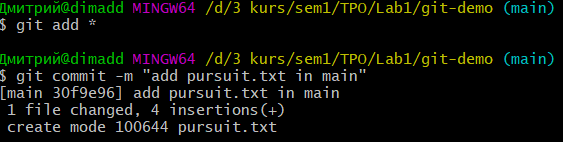 Дмитрий@dimadd MINGW64 /d/3 kurs/sem1/TPO/Lab1/git-demo (main)
$ git add *
Дмитрий@dimadd MINGW64 /d/3 kurs/sem1/TPO/Lab1/git-demo (main)
$ git commit -m "add pursuit.txt in main"
[main 30f9e96] add pursuit.txt in main
 1 file changed, 4 insertions(+)
 create mode 100644 pursuit.txt